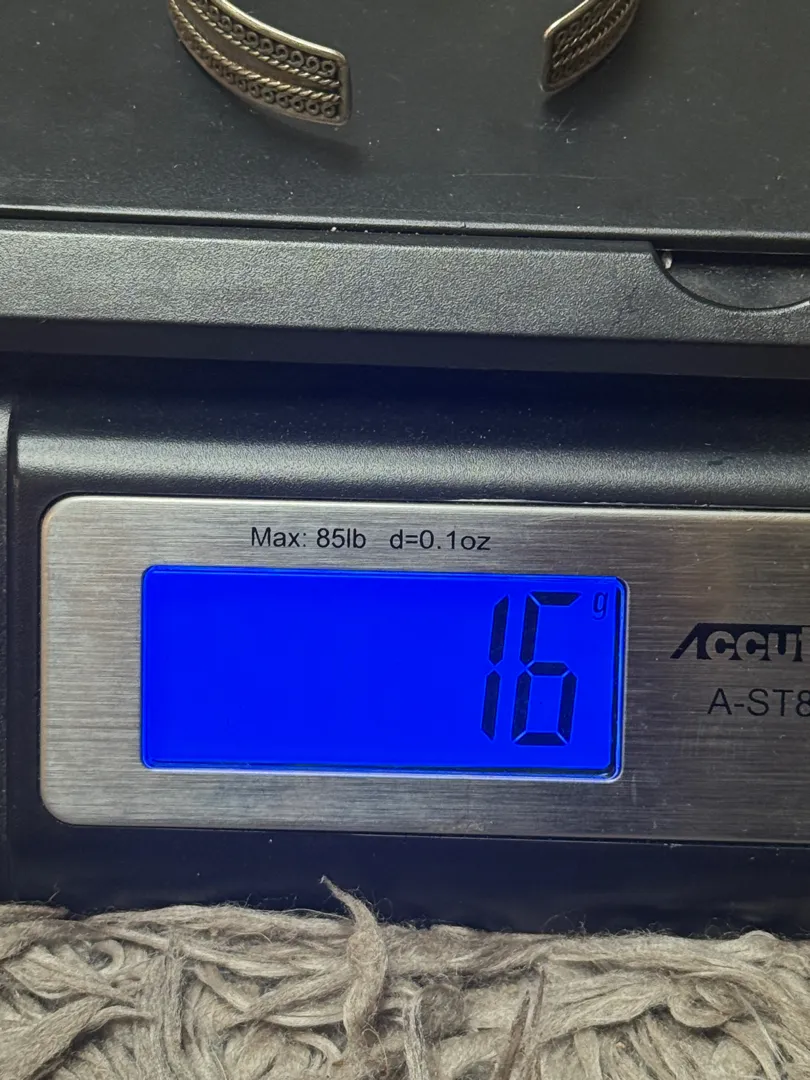 Max: 85lb d=0.1oz
16 g
ACCU
A-ST8